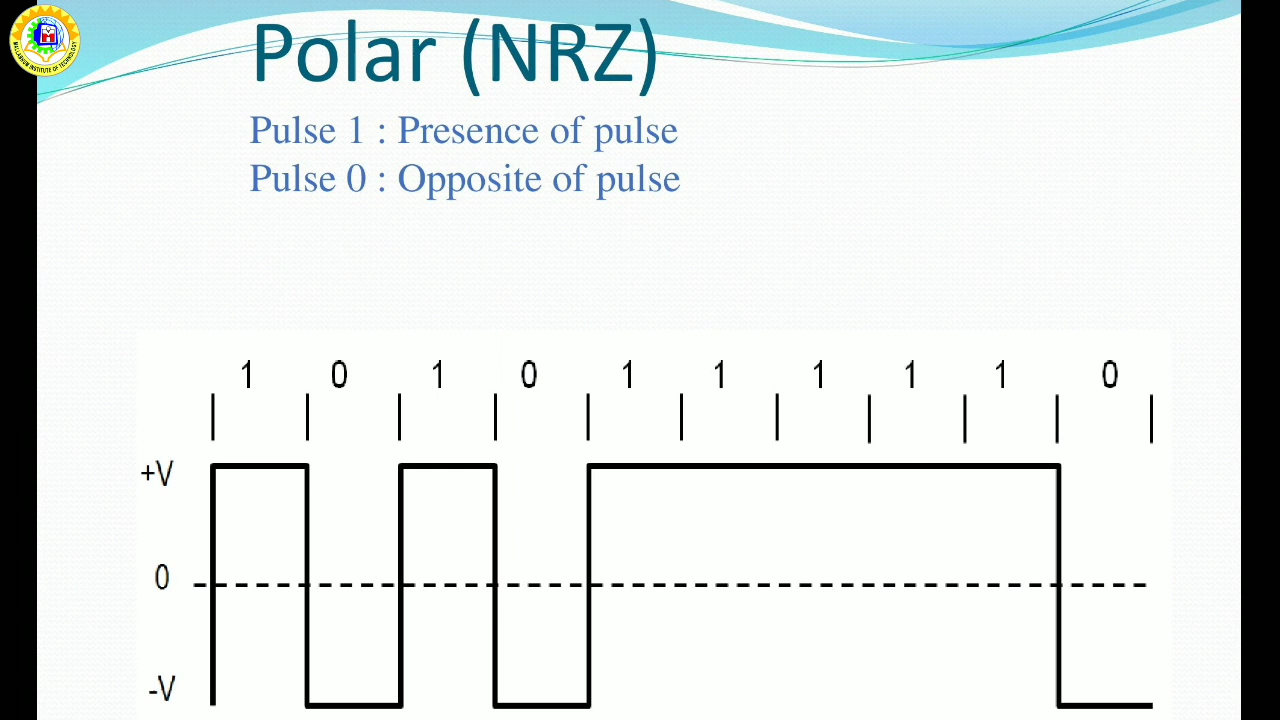 Polar (NRZ)
Pulse 1 : Presence of pulse
Pulse 0 : Opposite of pulse
1 0 1 0 1 1 1 1 1 0
+V
0
-V